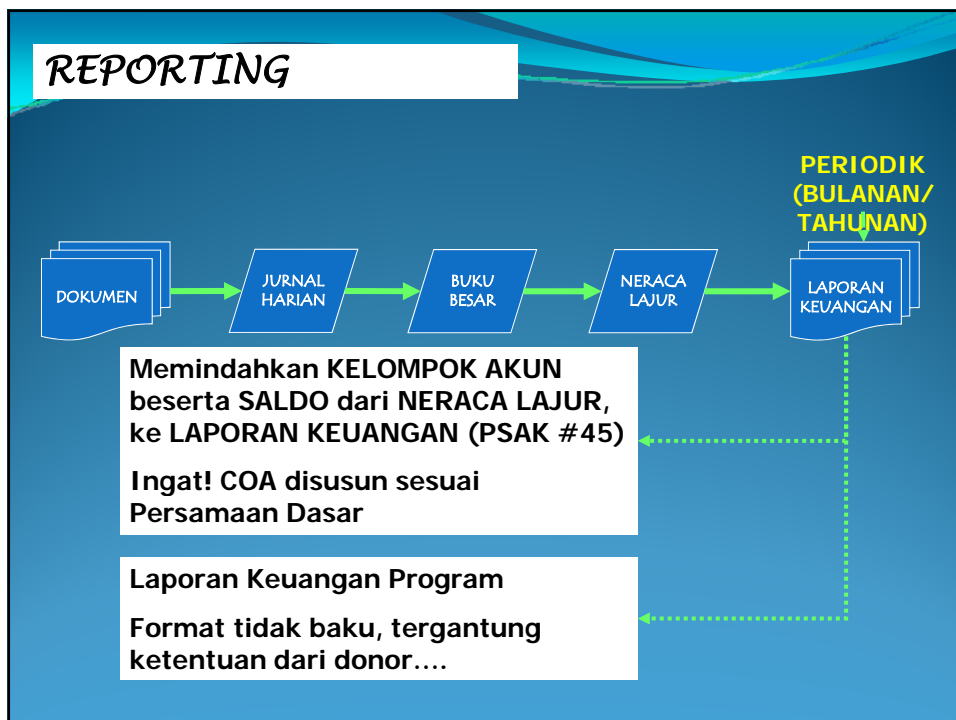 REPORTING
PERIODIK
(BULANAN/
TAHUNAN)
DOKUMEN
JURNAL
HARIAN
BUKU
BESAR
NERACA
LAJUR
LAPORAN
KEUANGAN
Memindahkan KELOMPOK AKUN
beserta SALDO dari NERACA LAJUR,
ke LAPORAN KEUANGAN (PSAK #45)
Ingat! COA disusun sesuai
Persamaan Dasar
Laporan Keuangan Program
Format tidak baku, tergantung
ketentuan dari donor....